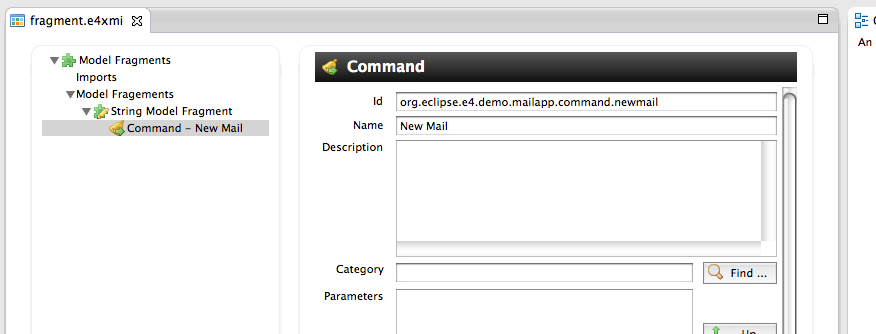 fragment.e4xmi
Model Fragments
Imports
Model Fragements
String Model Fragment
Command – New Mail
Command
Id org.eclipse.e4.demo.mailapp.command.newmail
Name New Mail
Description
Category Find ...
Parameters
Up
An